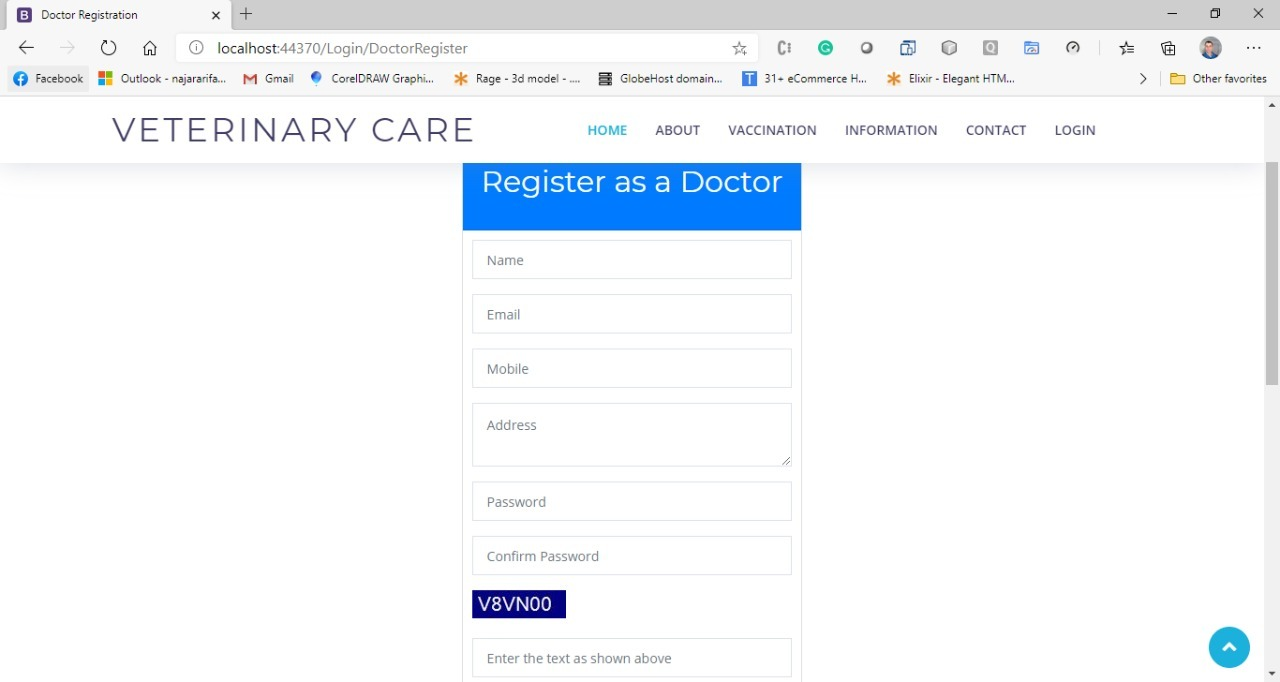 Doctor Registration
localhost:44370/Login/DoctorRegister
Facebook Outlook - najararifa... Gmail CorelDRAW Graphi... Rage - 3d model - .... GlobeHost domain... 31+ eCommerce H... Elixir - Elegant HTM... Other favorites
VETERINARY CARE HOME ABOUT VACCINATION INFORMATION CONTACT LOGIN
Register as a Doctor
Name
Email
Mobile
Address
Password
Confirm Password
V8VN00
Enter the text as shown above